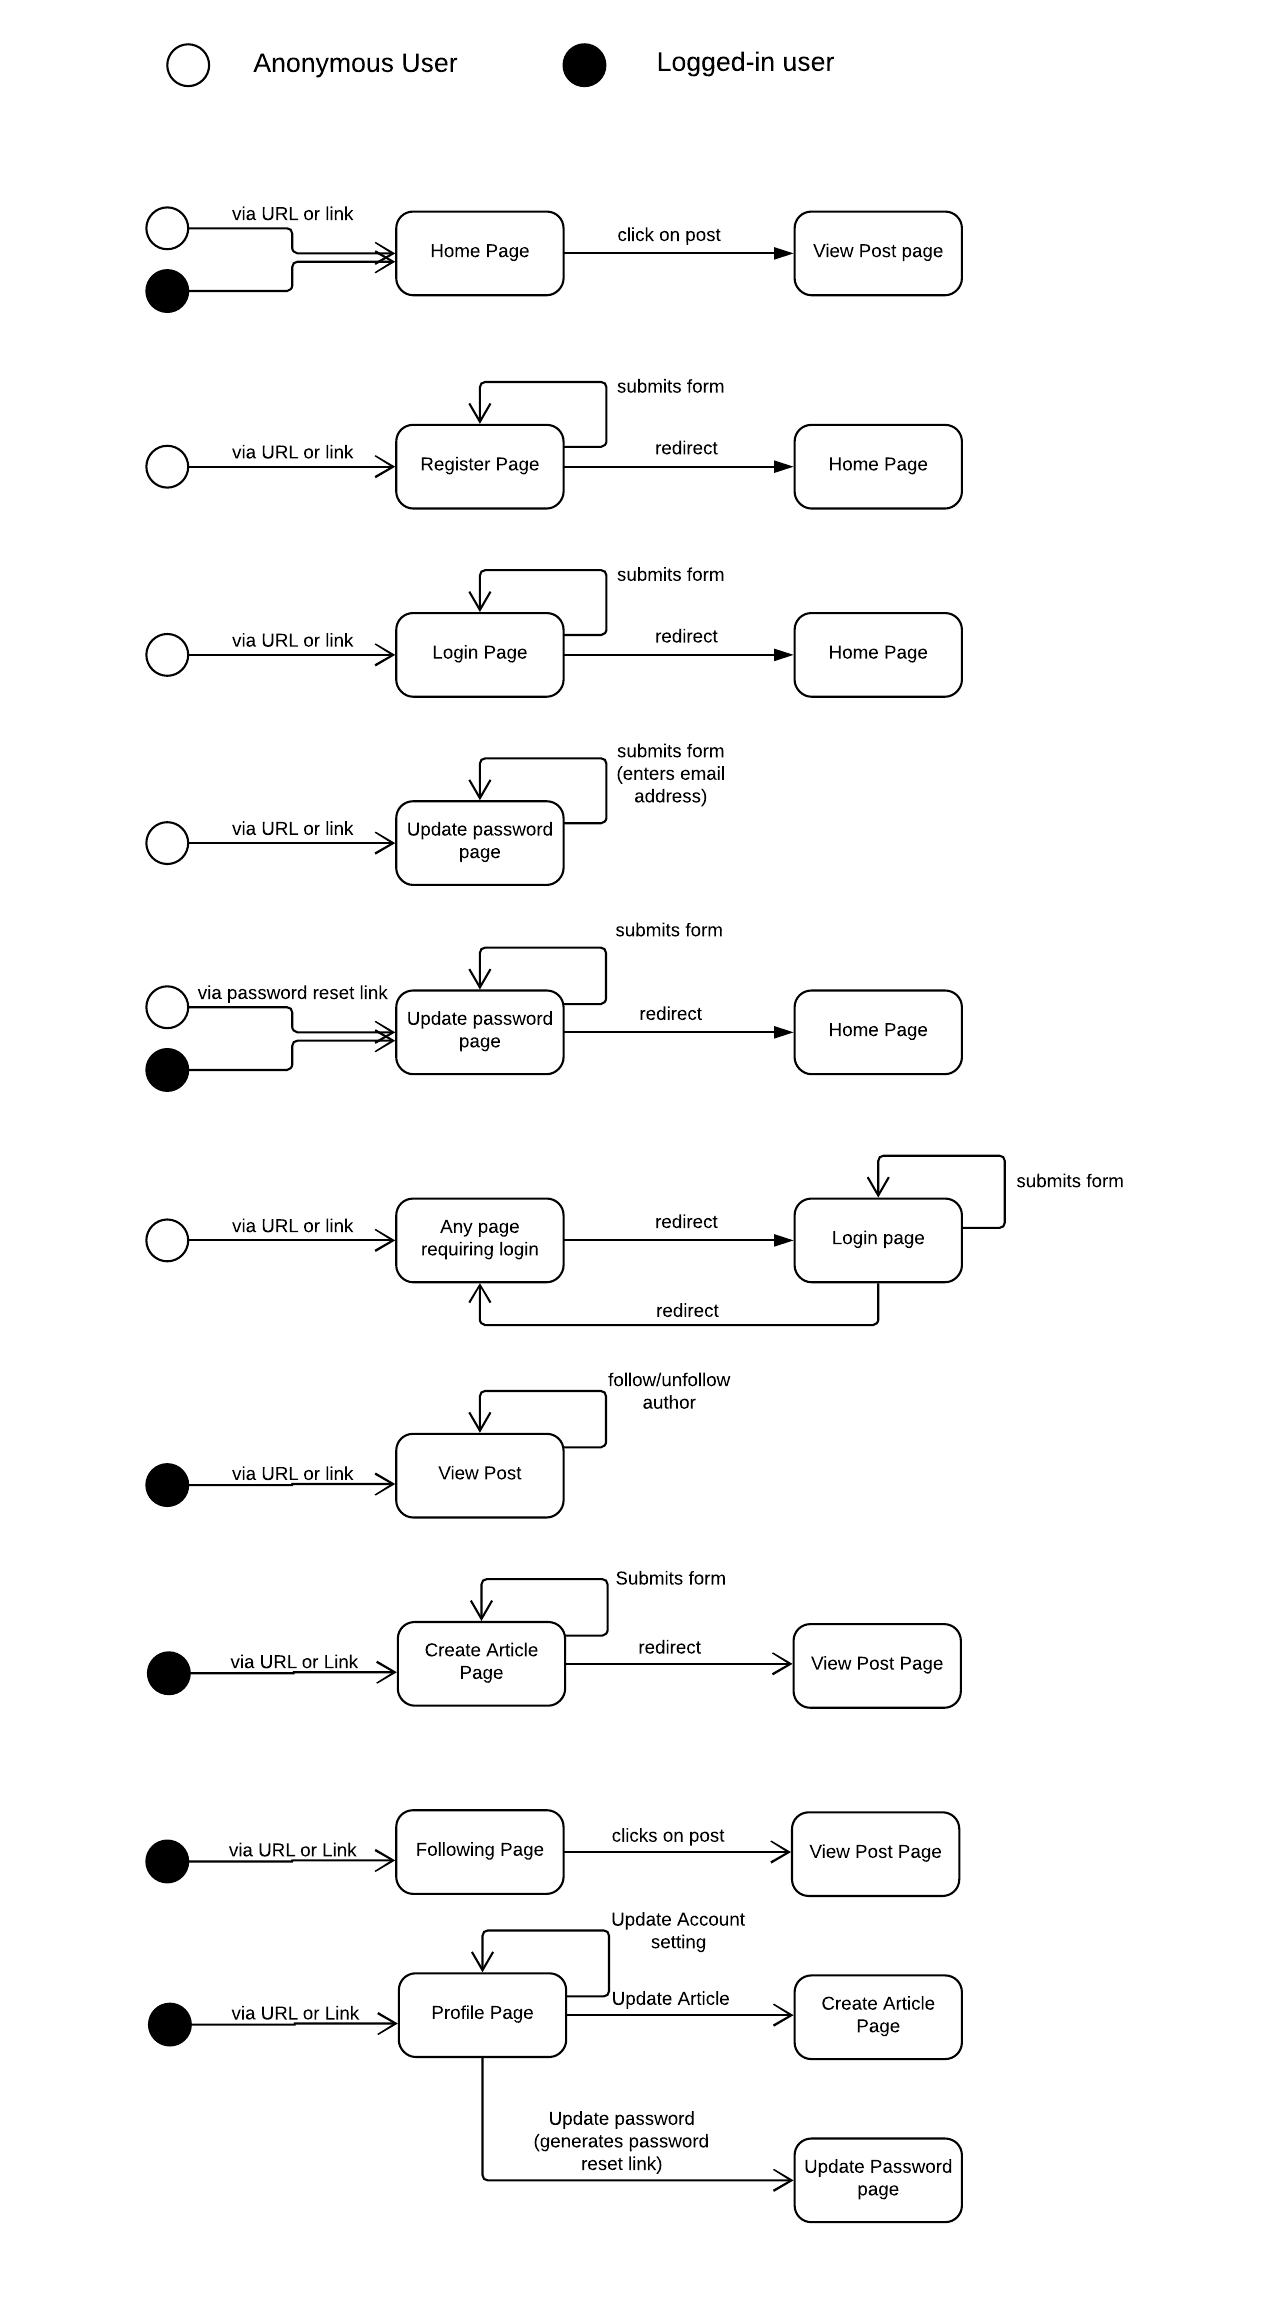 Anonymous User
Logged-in user
via URL or link
Home Page
click on post
View Post page
submits form
via URL or link
Register Page
redirect
Home Page
submits form
via URL or link
Login Page
redirect
Home Page
submits form
(enters email
address)
via URL or link
Update password
page
submits form
via password reset link
Update password
page
redirect
Home Page
submits form
via URL or link
Any page
requiring login
redirect
Login page
redirect
follow/unfollow
author
via URL or link
View Post
Submits form
via URL or Link
Create Article
Page
redirect
View Post Page
via URL or Link
Following Page
clicks on post
View Post Page
Update Account
setting
via URL or Link
Profile Page
Update Article
Create Article
Page
Update password
(generates password
reset link)
Update Password
page